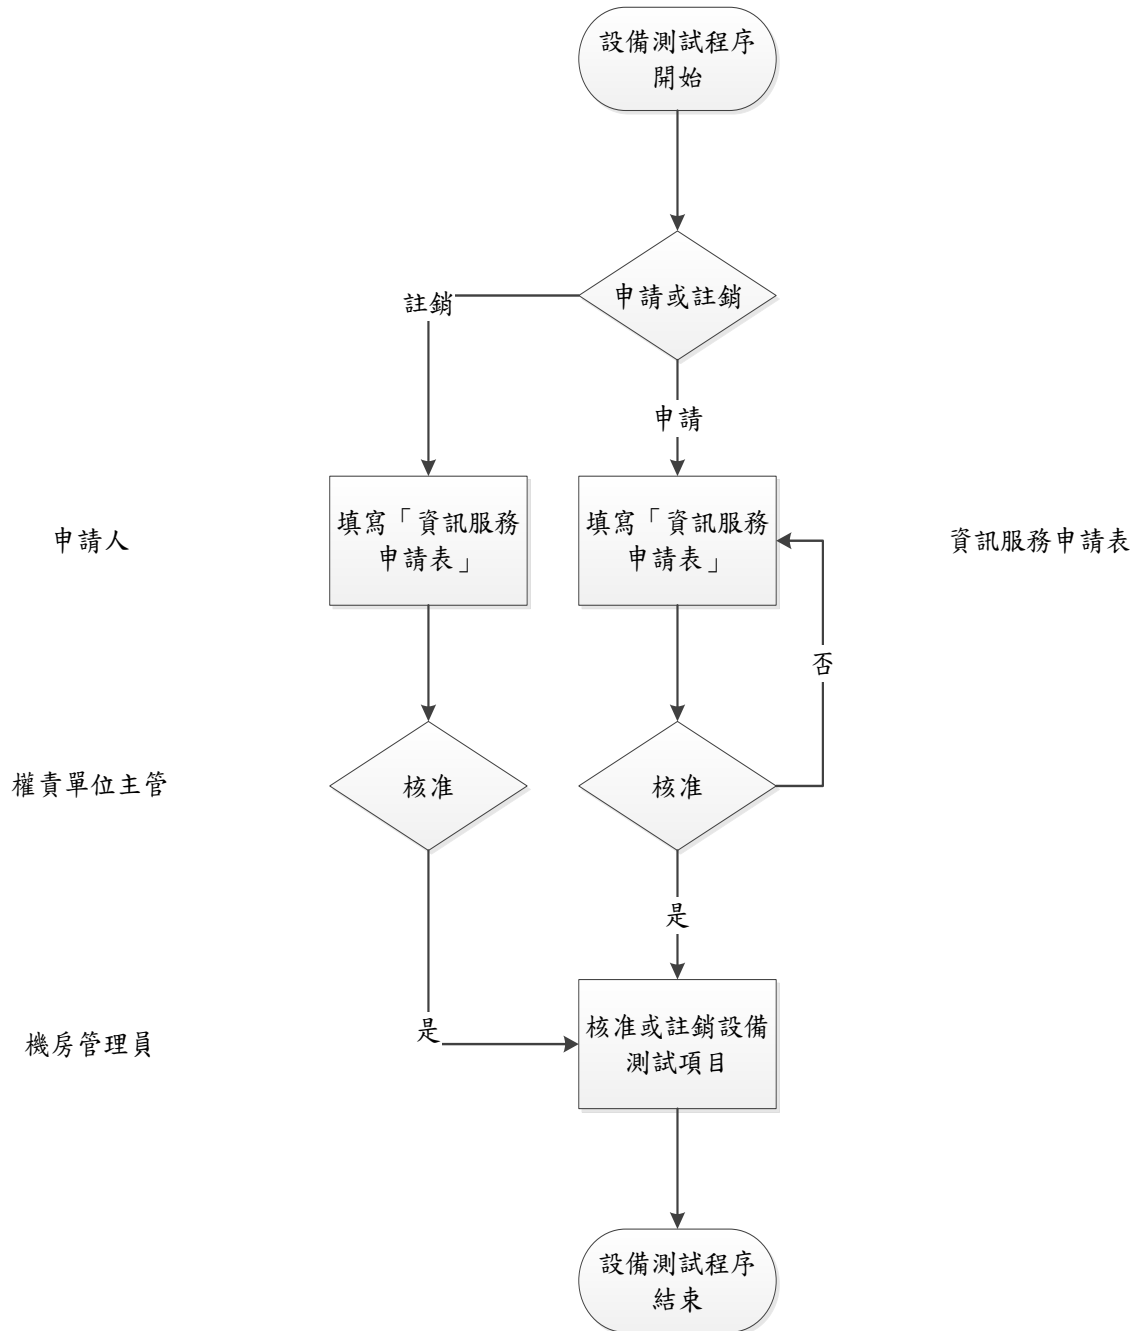 設備測試程序
開始
申請或註銷
註銷
申請
申請人
填寫「資訊服務
申請表」
填寫「資訊服務
申請表」
資訊服務申請表
否
權責單位主管
核准
核准
是
機房管理員
是
核准或註銷設備
測試項目
設備測試程序
結束